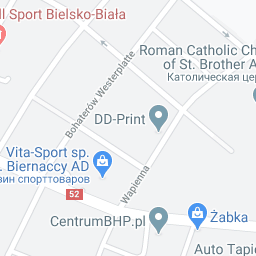 ll Sport Bielsko-Biała
Roman Catholic Ch
of St. Brother A
Католическая цер
Bohaterów Westerplatte
DD-Print
Vita-Sport sp.
. Biernaccy AD
зин спорттоваров
52
Wapienna
Żabka
CentrumBHP.pl
Auto Tapic